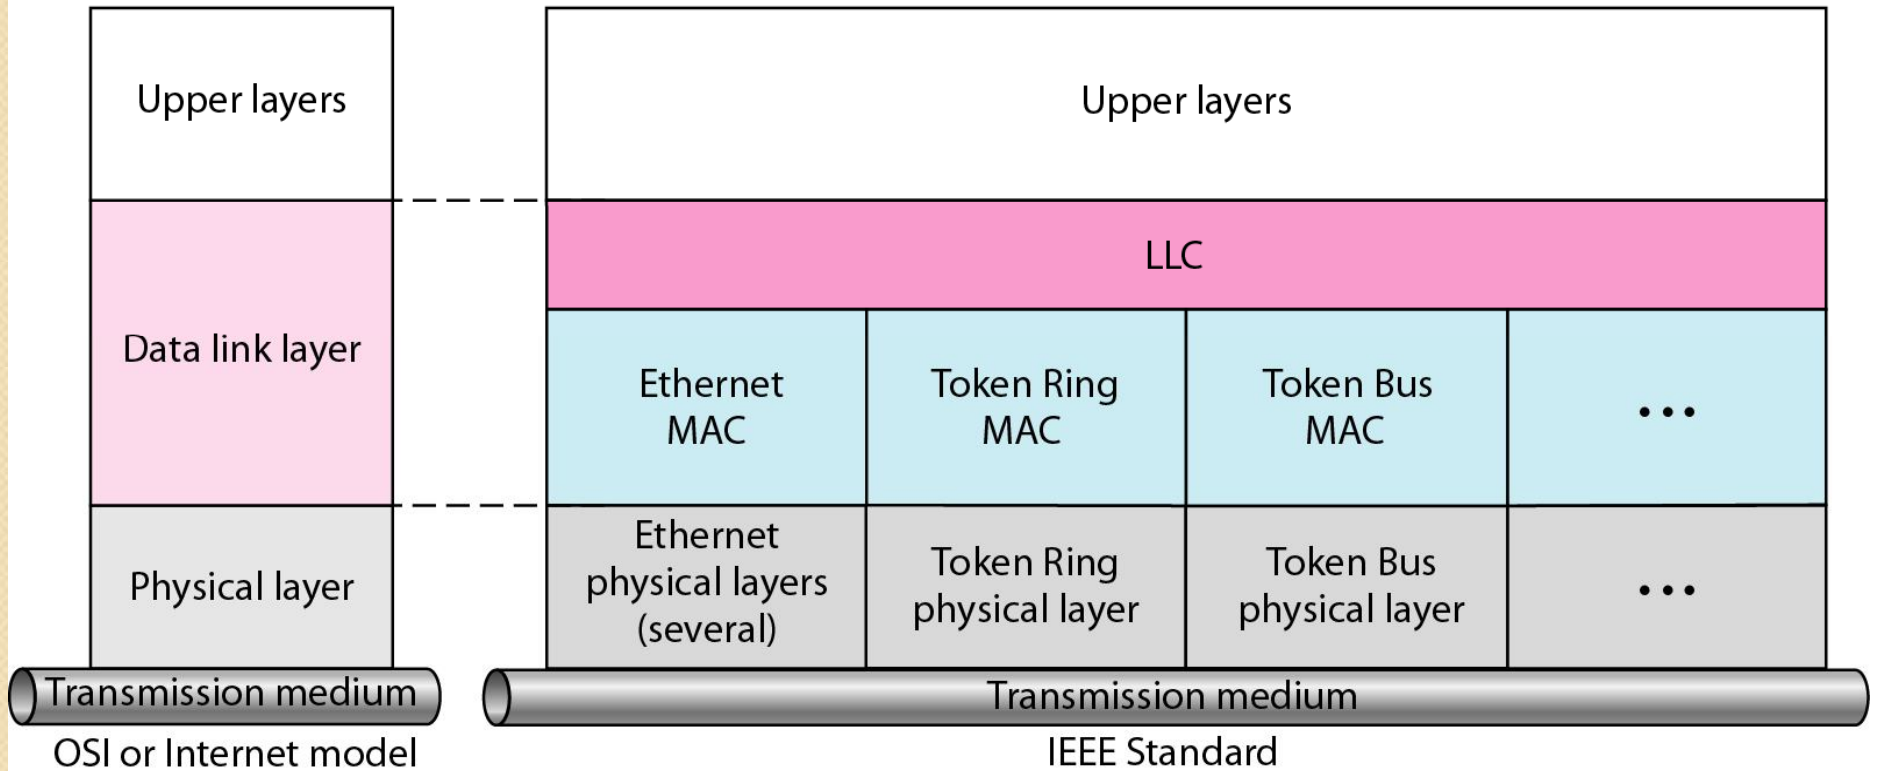 Upper layers
Data link layer
Physical layer
Transmission medium
OSI or Internet model
Upper layers
LLC
Ethernet
MAC
Token Ring
MAC
Token Bus
MAC
...
Ethernet
physical layers
(several)
Token Ring
physical layer
Token Bus
physical layer
...
Transmission medium
IEEE Standard